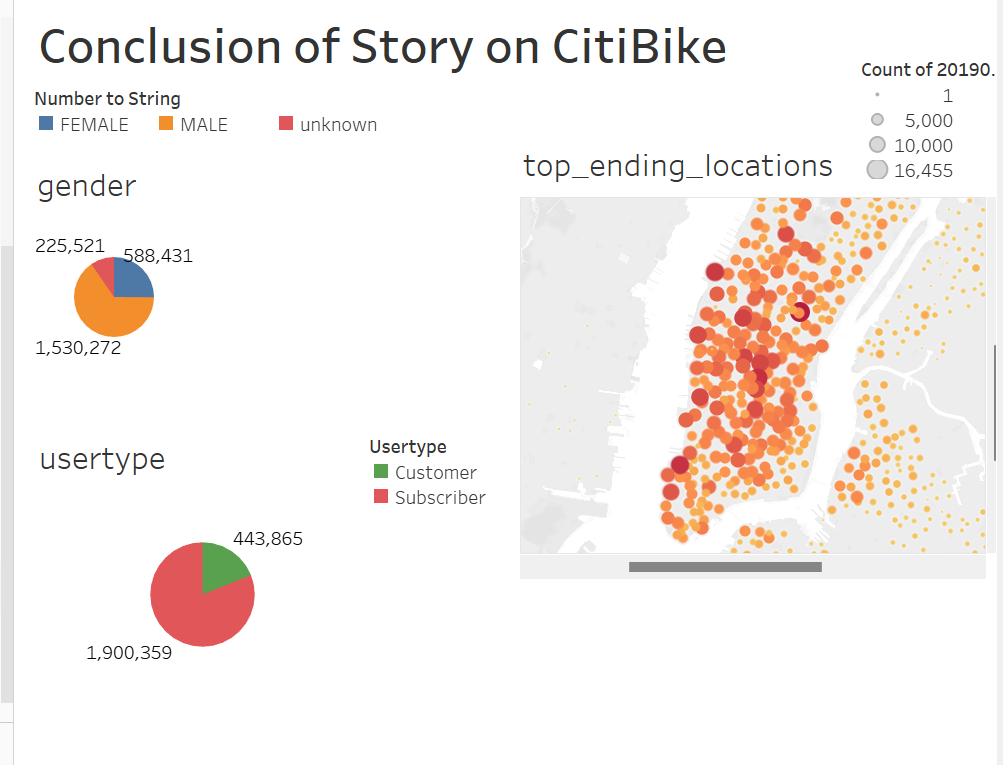 Conclusion of Story on CitiBike
Count of 20190.
1
5,000
10,000
16,455
Number to String
FEMALE MALE unknown
gender
225,521
588,431
1,530,272
top_ending_locations
usertype
Usertype
Customer
Subscriber
443,865
1,900,359